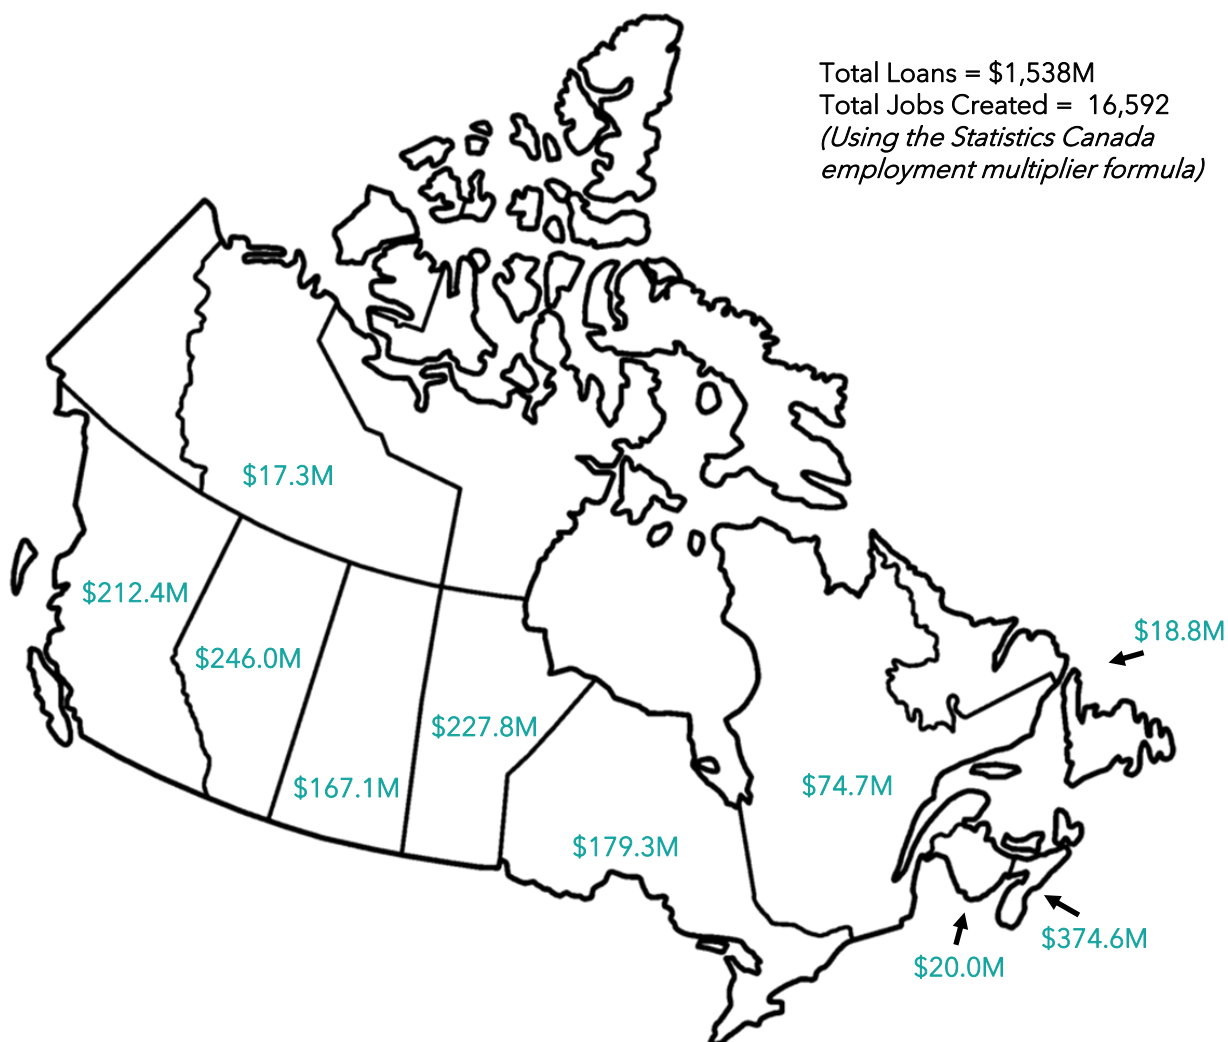 Total Loans = $1,538M
Total Jobs Created = 16,592
(Using the Statistics Canada
employment multiplier formula)
$17.3M
$212.4M
$18.8M
$246.0M
$227.8M
$167.1M
$74.7M
$179.3M
$374.6M
$20.0M